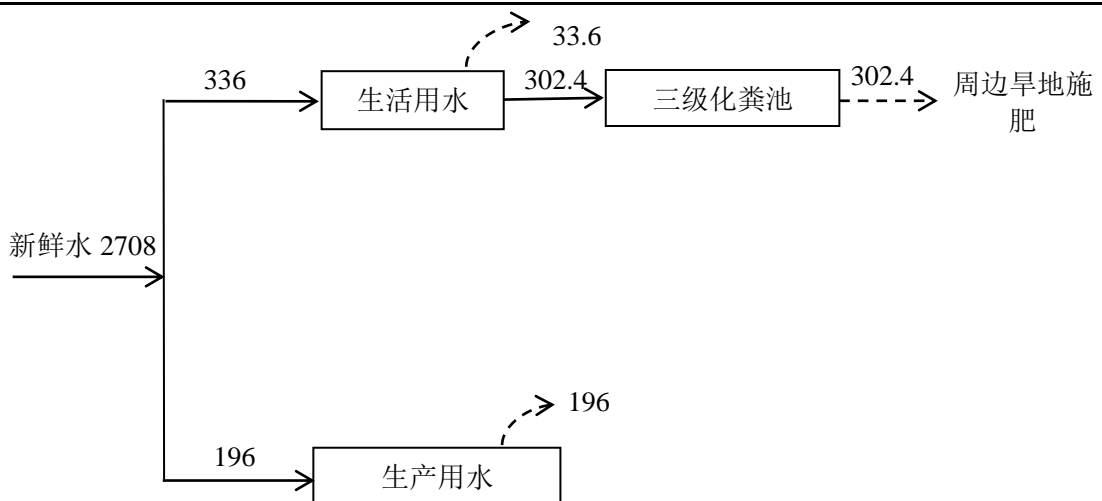 33.6
336
生活用水
302.4
三级化粪池
302.4
周边旱地施
肥
新鲜水 2708
196
196
生产用水